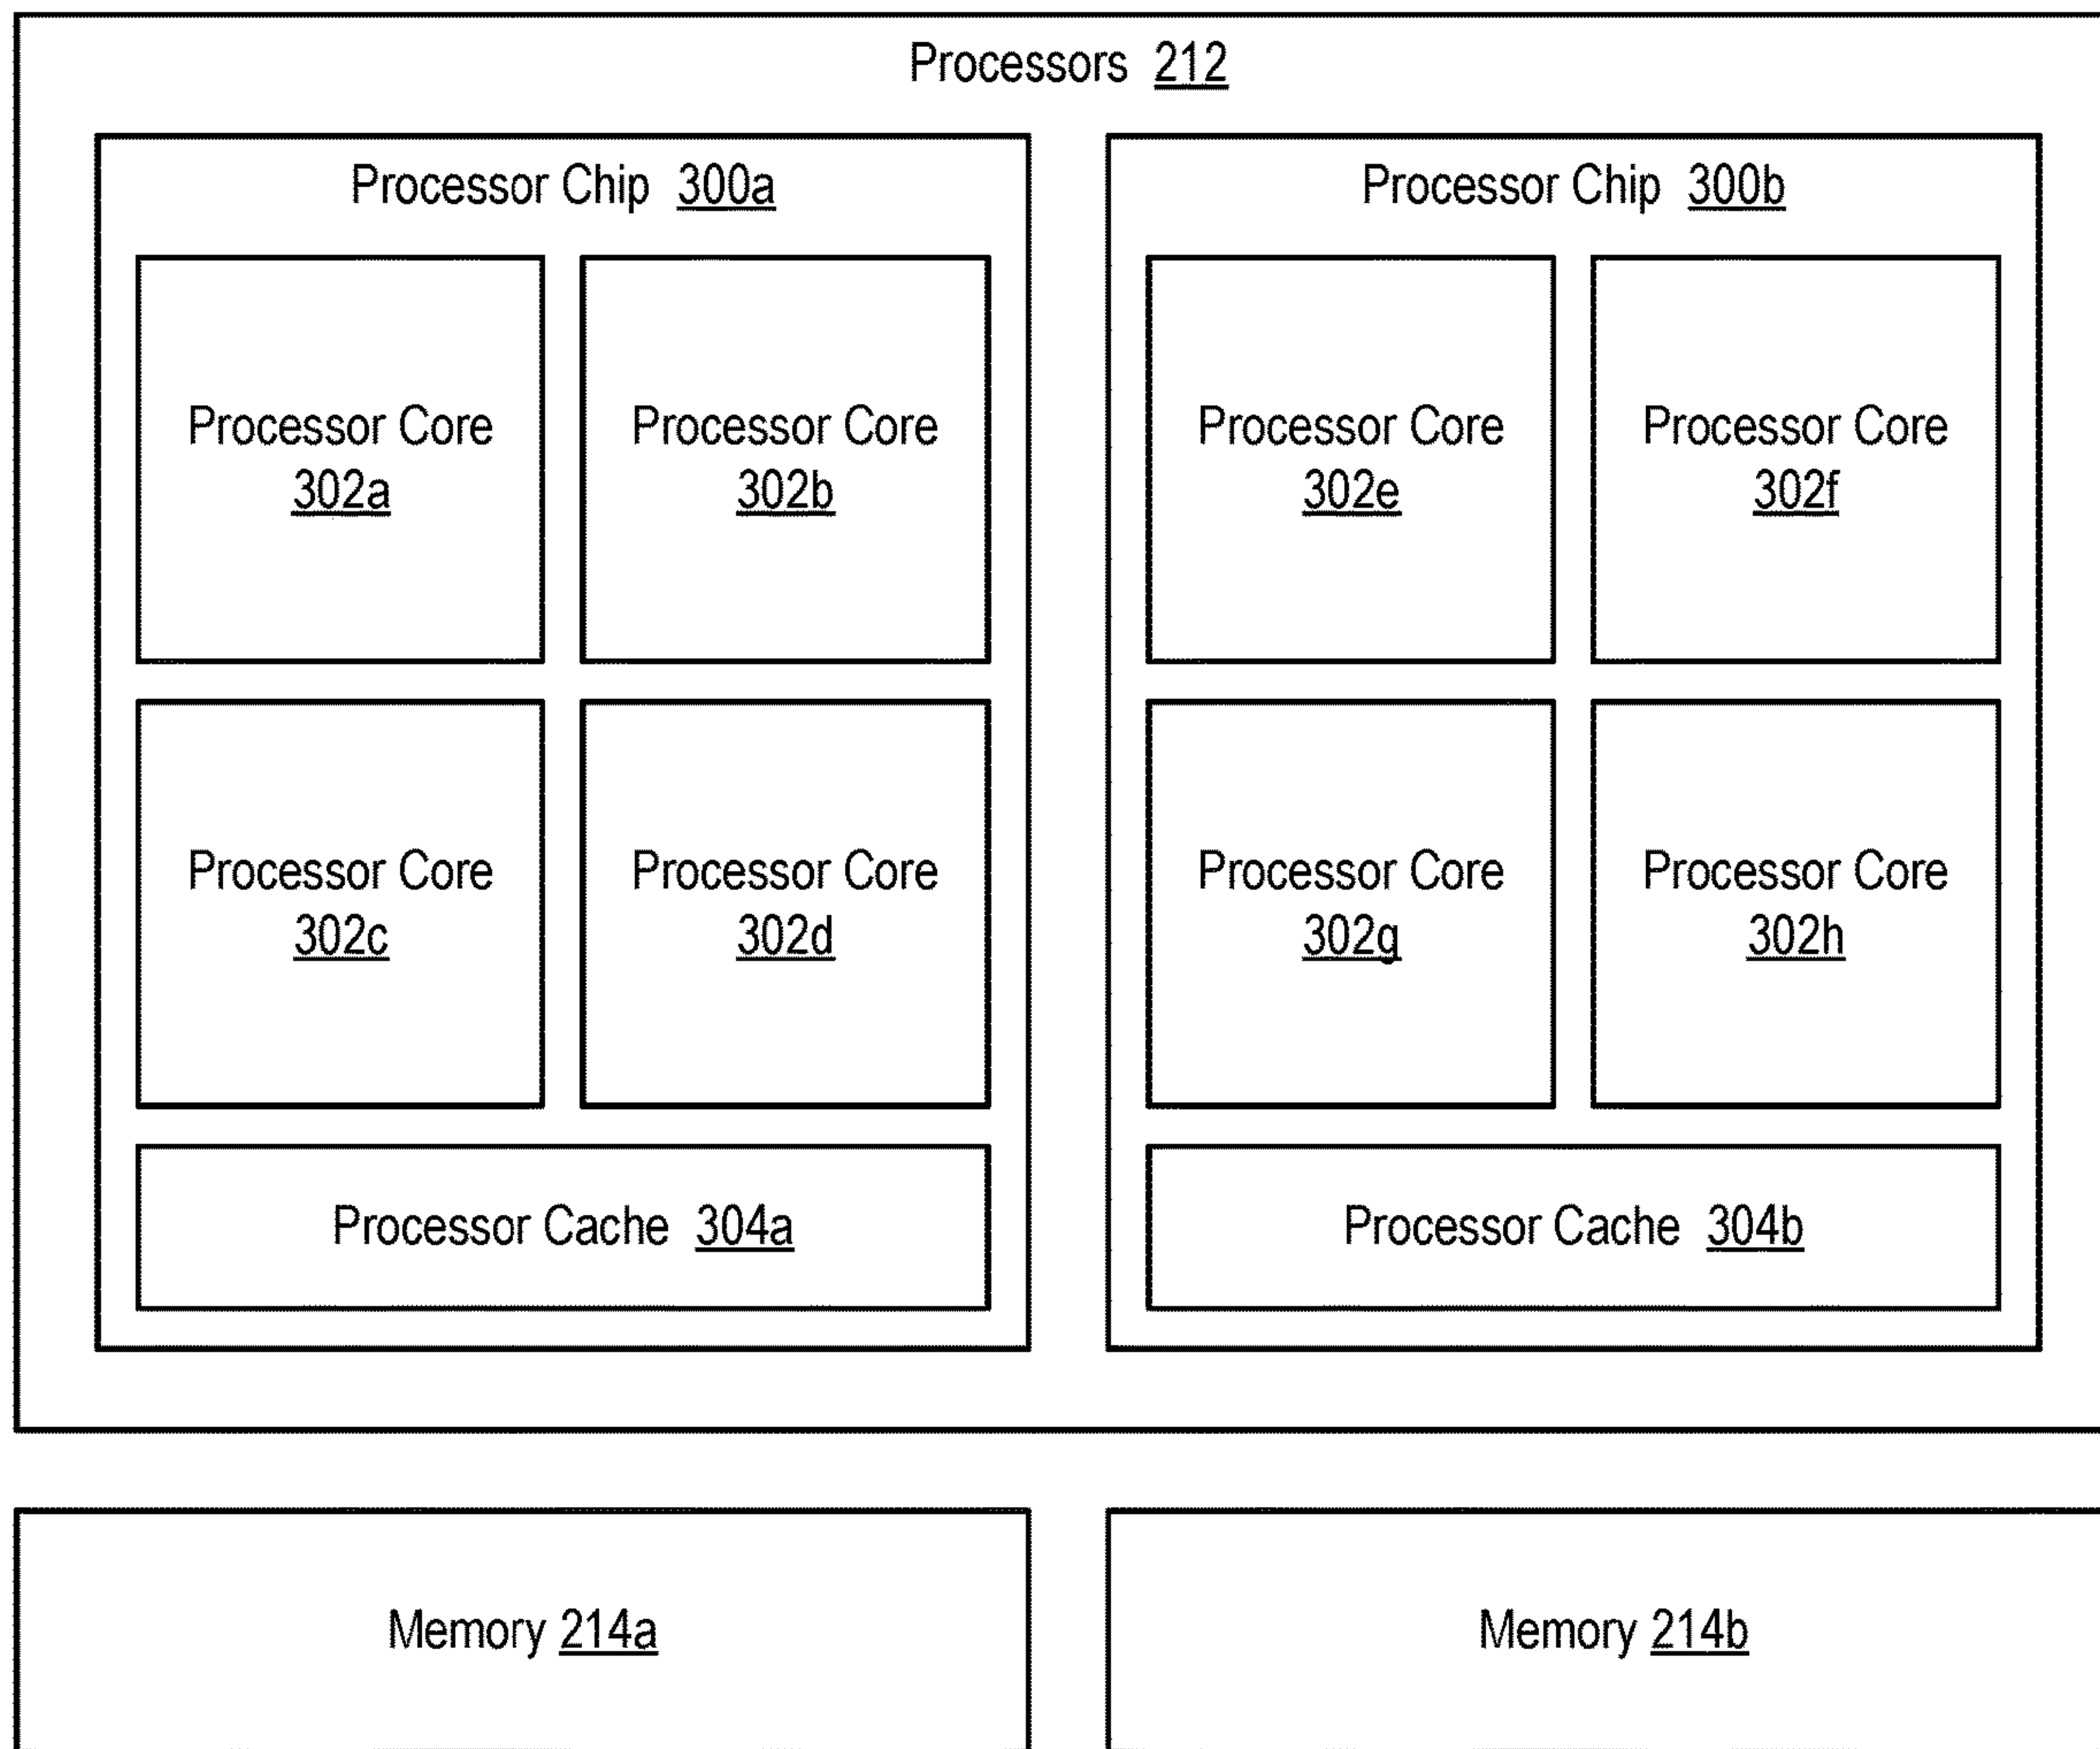 Processors 212
Processor Chip 300a
Processor Core
302a
Processor Core
302b
Processor Core
302c
Processor Core
302d
Processor Cache 304a
Processor Chip 300b
Processor Core
302e
Processor Core
302f
Processor Core
302g
Processor Core
302h
Processor Cache 304b
Memory 214a
Memory 214b